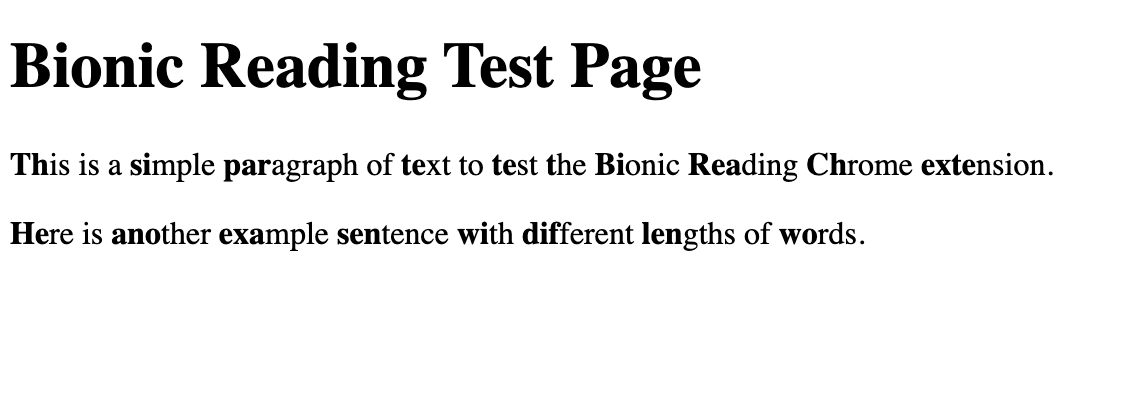 Bionic Reading Test Page
This is a simple paragraph of text to test the Bionic Reading Chrome extension.
Here is another example sentence with different lengths of words.